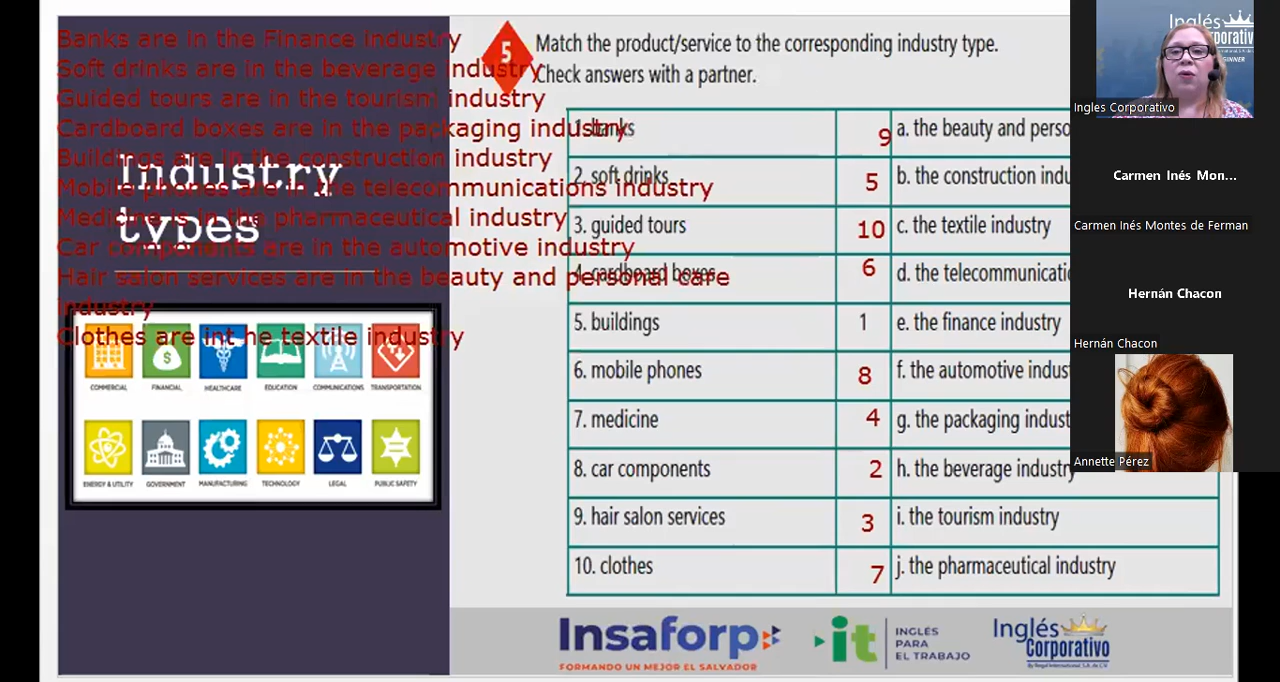 Banks are in the Finance industry
Soft drinks are in the beverage industry
Guided tours are in the tourism industry
Cardboard boxes are in the packaging industry
Buildings are in the construction industry
Mobile phones are in the telecommunications industry
Medicine is in the pharmaceutical industry
Car components are in the automotive industry
Hair salon services are in the beauty and personal care
industry
Clothes are int he textile industry
Industry
types
COMMERCIAL FINANCIAL HEALTHCARE EDUCATION COMMUNICATIONS TRANSPORTATION
ENERGY & UTILITY GOVERNMENT MANUFACTURING TECHNOLOGY LEGAL PUBLIC SAFETY
5 Match the product/service to the corresponding industry type.
Check answers with a partner.
1. banks 9 a. the beauty and perso
2. soft drinks 5 b. the construction indu
3. guided tours 10 c. the textile industry
4. cardboard boxes 6 d. the telecommunicatio
5. buildings 1 e. the finance industry
6. mobile phones 8 f. the automotive indust
7. medicine 4 g. the packaging indust
8. car components 2 h. the beverage industry
9. hair salon services 3 i. the tourism industry
10. clothes 7 j. the pharmaceutical industry
Insaforp
FORMANDO UN MEJOR EL SALVADOR
it
INGLÉS
PARA
EL TRABAJO
Inglés
Corporativo
Inglés
Corporativ
Ingles Corporativo
Carmen Inés Mon...
Carmen Inés Montes de Ferman
Hernán Chacon
Hernán Chacon
Annette Pérez